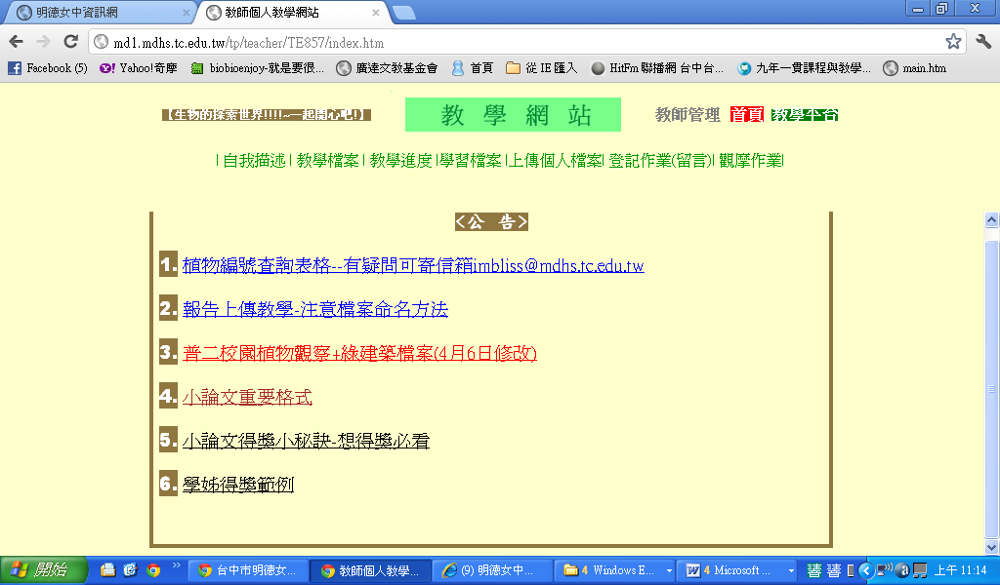 明德女中資訊網
教師個人教學網站
md1.mdhs.tc.edu.tw/tp/teacher/TE857/index.htm
Facebook (5) Yahoo!奇摩 biobioenjoy-就是要很... 廣達文教基金會 首頁 從 IE 匯入 HitFm 聯播網 台中台... 九年一貫課程與教學... main.htm
【生物的探索世界!!!!~一起開心吧!】 教 學 網 站 教師管理 首頁 教學平台
| 自我描述 | 教學檔案 | 教學進度 |學習檔案 |上傳個人檔案| 登記作業(留言)| 觀摩作業|
<公 告>
1. 植物編號查詢表格--有疑問可寄信箱imbliss@mdhs.tc.edu.tw
2. 報告上傳教學-注意檔案命名方法
3. 普二校園植物觀察+綠建築檔案(4月6日修改)
4. 小論文重要格式
5. 小論文得獎小秘訣-想得獎必看
6. 學姊得獎範例
開始 台中市明德女... 教師個人教學... (9) 明德女中... 4 Windows E... 4 Microsoft ... 上午 11:14